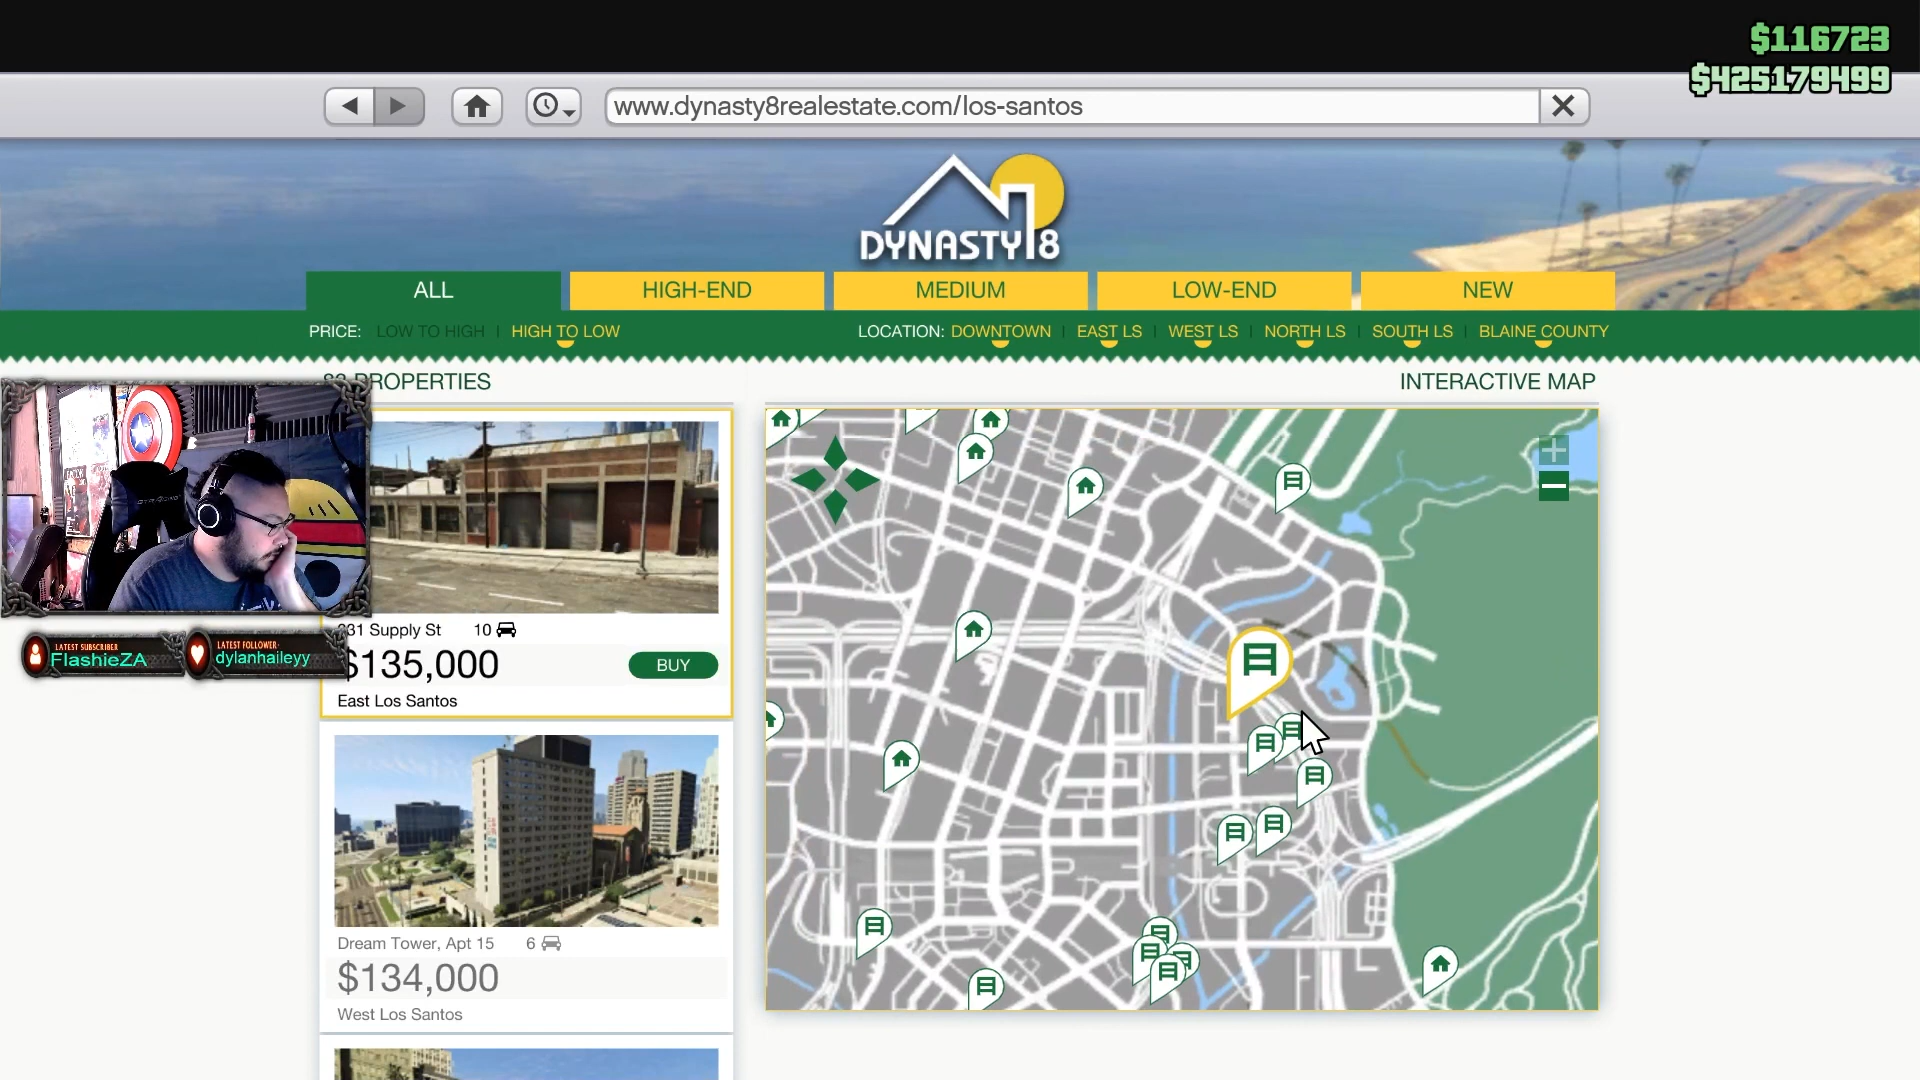 $116723
$425179499
www.dynasty8realestate.com/los-santos
DYNASTY 8
ALL
HIGH-END
MEDIUM
LOW-END
NEW
PRICE: LOW TO HIGH | HIGH TO LOW
LOCATION: DOWNTOWN | EAST LS | WEST LS | NORTH LS | SOUTH LS | BLAINE COUNTY
PROPERTIES
INTERACTIVE MAP
Supply St 10
$135,000
BUY
East Los Santos
LATEST SUBSCRIBER
FlashieZA
LATEST FOLLOWER
dylanhaileyy
Dream Tower, Apt 15 6
$134,000
West Los Santos